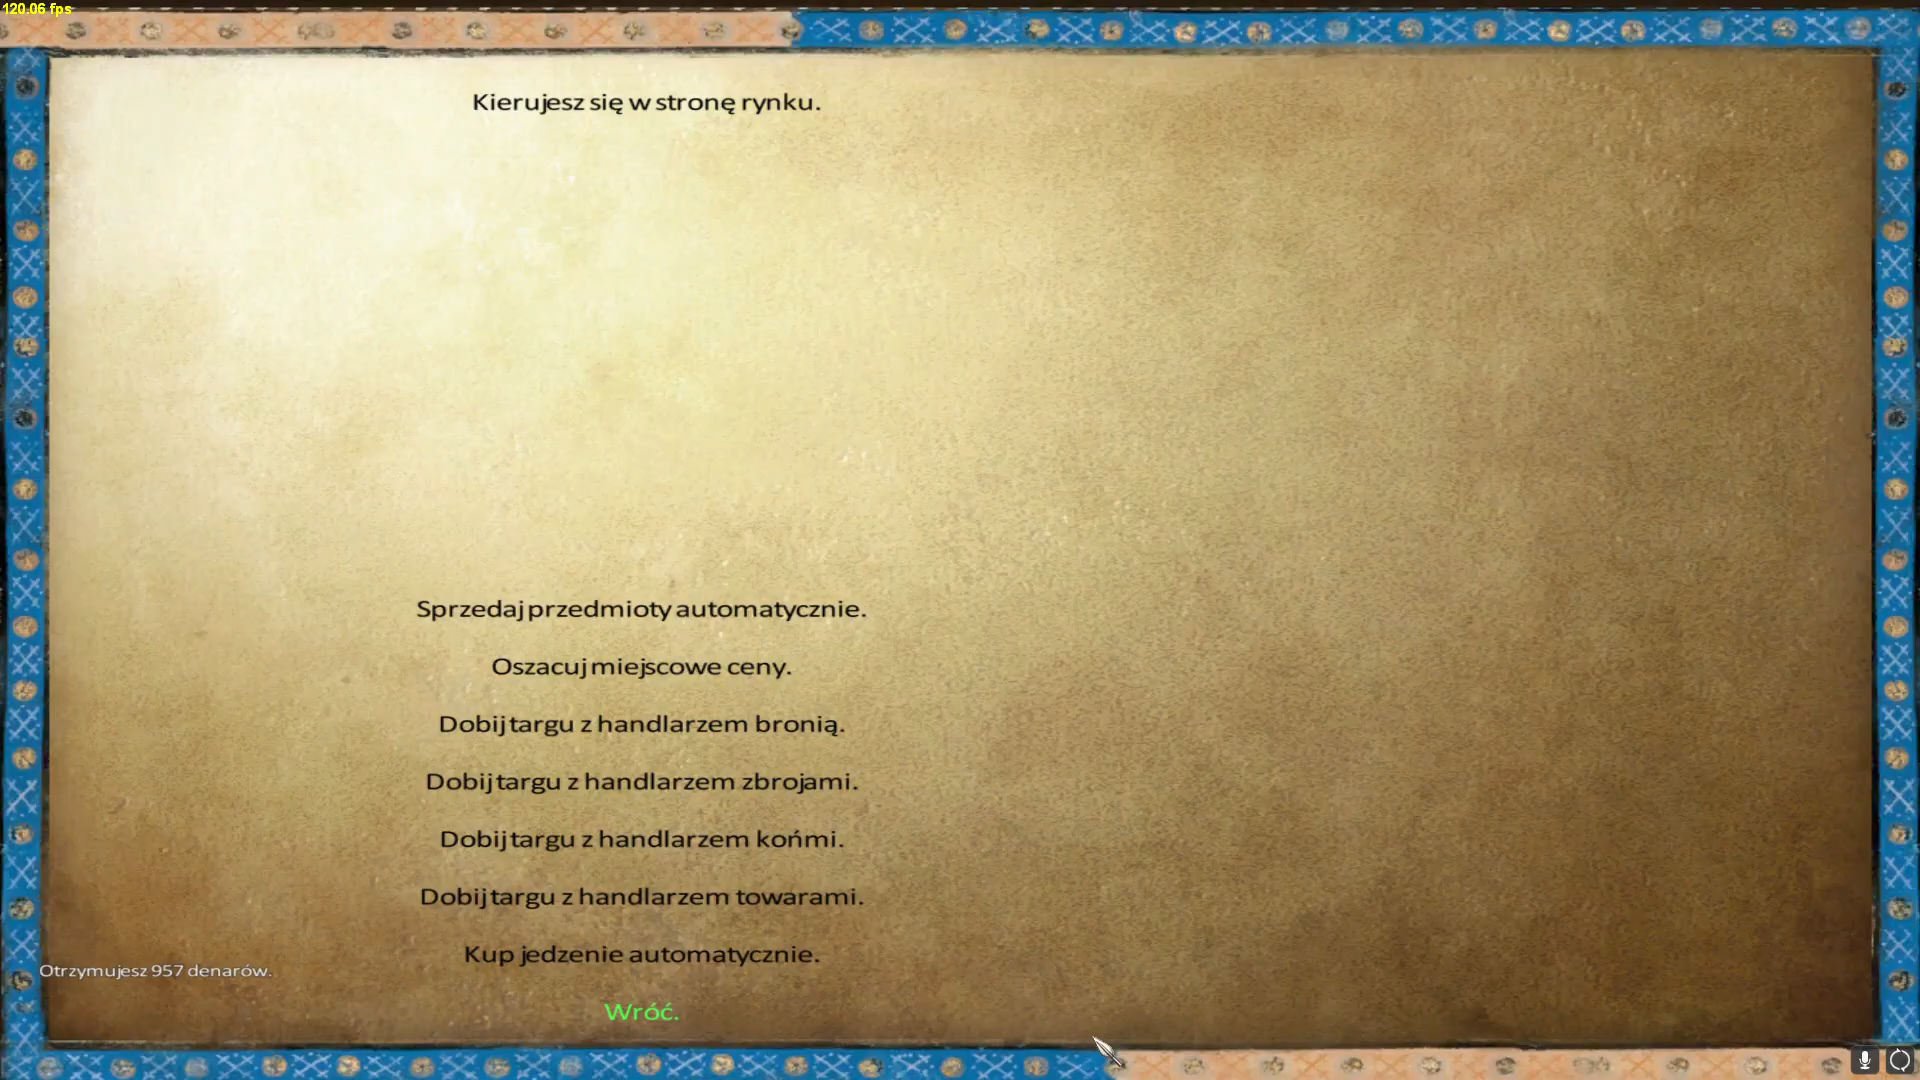 120.06 fps
Kierujesz się w stronę rynku.
Sprzedaj przedmioty automatycznie.
Oszacuj miejscowe ceny.
Dobij targu z handlarzem bronią.
Dobij targu z handlarzem zbrojami.
Dobij targu z handlarzem końmi.
Dobij targu z handlarzem towarami.
Kup jedzenie automatycznie.
Otrzymujesz 957 denarów.
Wróć.